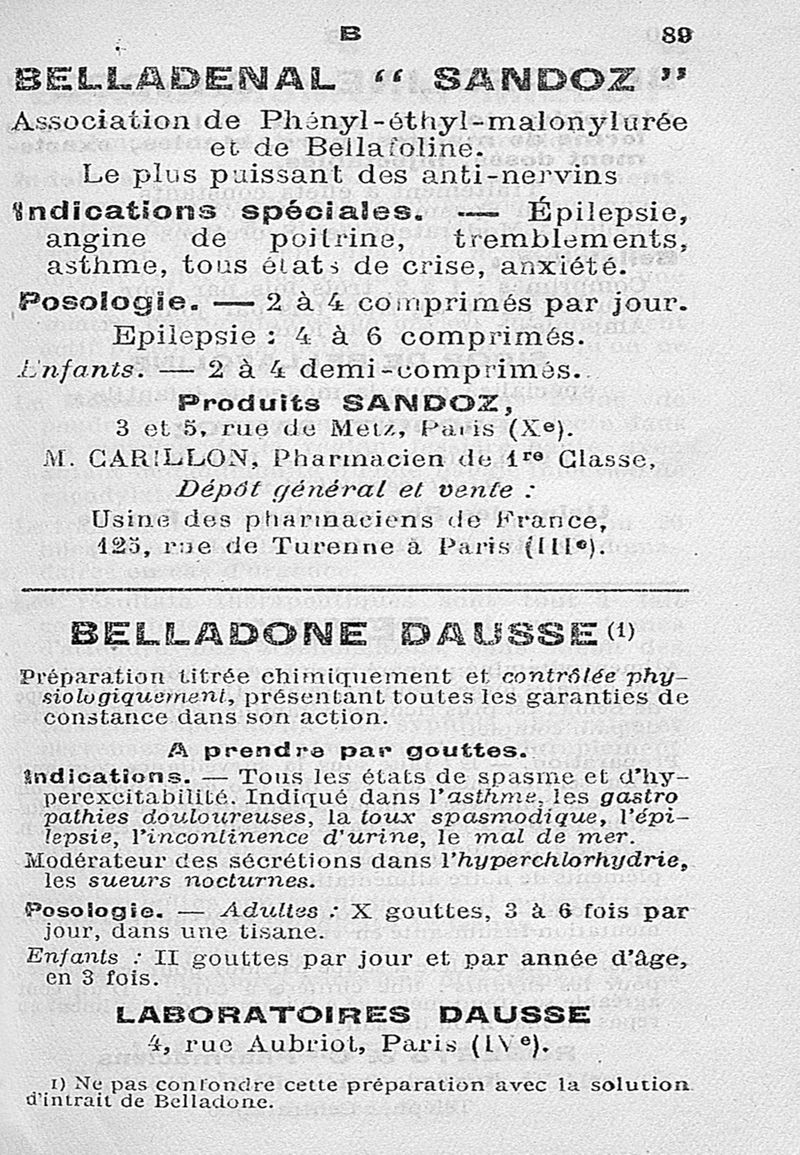 B 89
BELLADENAL “ SANDOZ ”
Association de Phényl-éthyl-malonylurée
et de Bellafoline.
Le plus puissant des anti-nervins
Indications spéciales. — Épilepsie,
angine de poitrine, tremblements,
asthme, tous états de crise, anxiété.
Posologie. — 2 à 4 comprimés par jour.
Epilepsie : 4 à 6 comprimés.
Enfants. — 2 à 4 demi-comprimés.
Produits SANDOZ,
3 et 5, rue de Metz, Paris (Xe).
M. CARILLON, Pharmacien de 1re Classe,
Dépôt général et vente :
Usine des pharmaciens de France,
125, rue de Turenne à Paris (IIIe).
BELLADONE DAUSSE (1)
Préparation titrée chimiquement et contrôlée phy-
siologiquement, présentant toutes les garanties de
constance dans son action.
A prendre par gouttes.
Indications. — Tous les états de spasme et d'hy-
perexcitabilité. Indiqué dans l'asthme, les gastro
pathies douloureuses, la toux spasmodique, l'épi-
lepsie, l'incontinence d'urine, le mal de mer.
Modérateur des sécrétions dans l'hyperchlorhydrie,
les sueurs nocturnes.
Posologie. — Adultes : X gouttes, 3 à 6 fois par
jour, dans une tisane.
Enfants : II gouttes par jour et par année d'âge,
en 3 fois.
LABORATOIRES DAUSSE
4, rue Aubriot, Paris (IVe).
1) Ne pas confondre cette préparation avec la solution
d'intrait de Belladone.